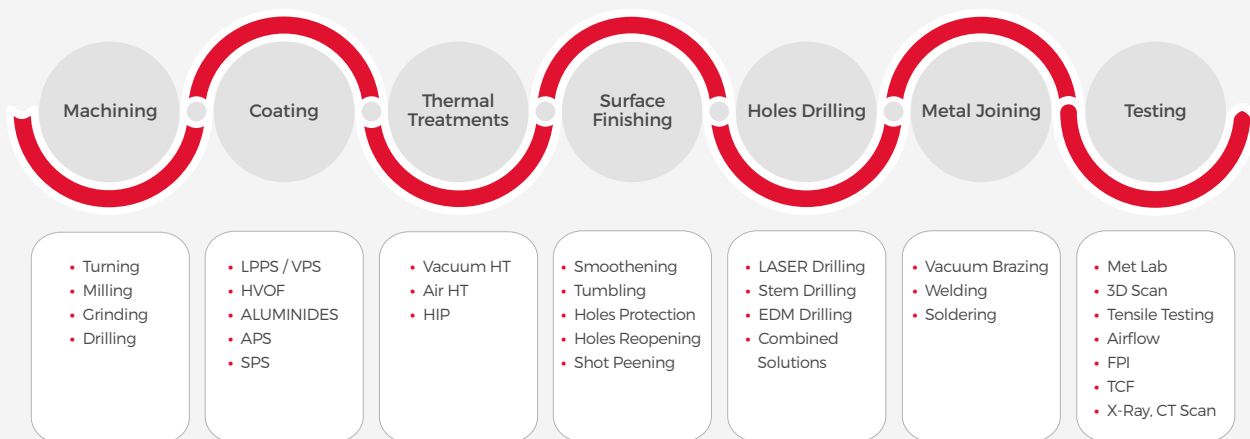 Machining
Coating
Thermal
Treatments
Surface
Finishing
Holes Drilling
Metal Joining
Testing
Turning
Milling
Grinding
Drilling
LPPS / VPS
HVOF
ALUMINIDES
APS
SPS
Vacuum HT
Air HT
HIP
Smoothening
Tumbling
Holes Protection
Holes Reopening
Shot Peening
LASER Drilling
Stem Drilling
EDM Drilling
Combined
Solutions
Vacuum Brazing
Welding
Soldering
Met Lab
3D Scan
Tensile Testing
Airflow
FPI
TCF
X-Ray, CT Scan